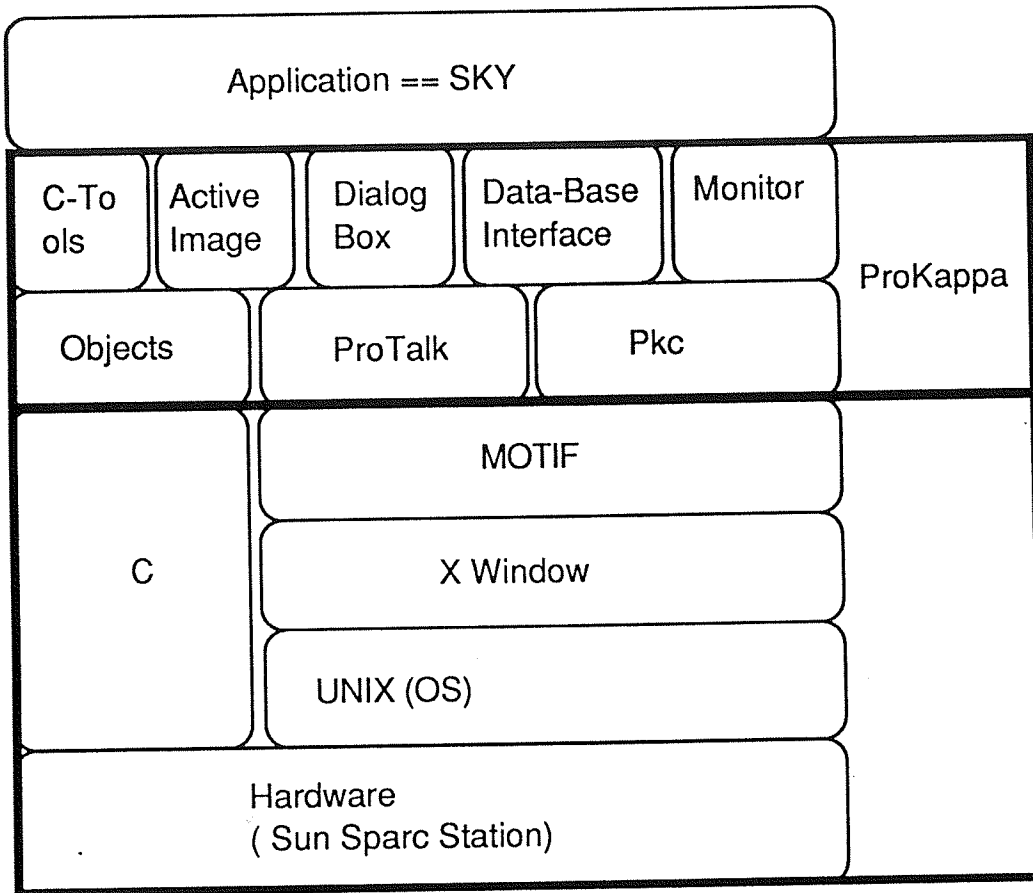 Application == SKY
C-To
ols
Active
Image
Dialog
Box
Data-Base
Interface
Monitor
ProKappa
Objects
ProTalk
Pkc
MOTIF
C
X Window
UNIX (OS)
Hardware
( Sun Sparc Station)